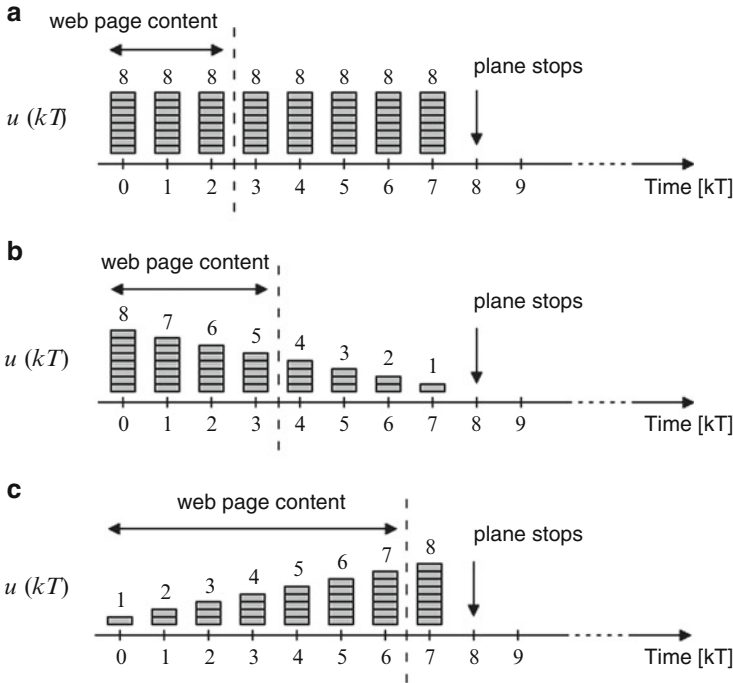 a
web page content
8 8 8 8 8 8 8 8
plane stops
u (kT)
0 1 2 3 4 5 6 7 8 9
Time [kT]
b
web page content
plane stops
8 7 6 5 4 3 2 1
u (kT)
0 1 2 3 4 5 6 7 8 9
Time [kT]
c
web page content
plane stops
1 2 3 4 5 6 7 8
u (kT)
0 1 2 3 4 5 6 7 8 9
Time [kT]